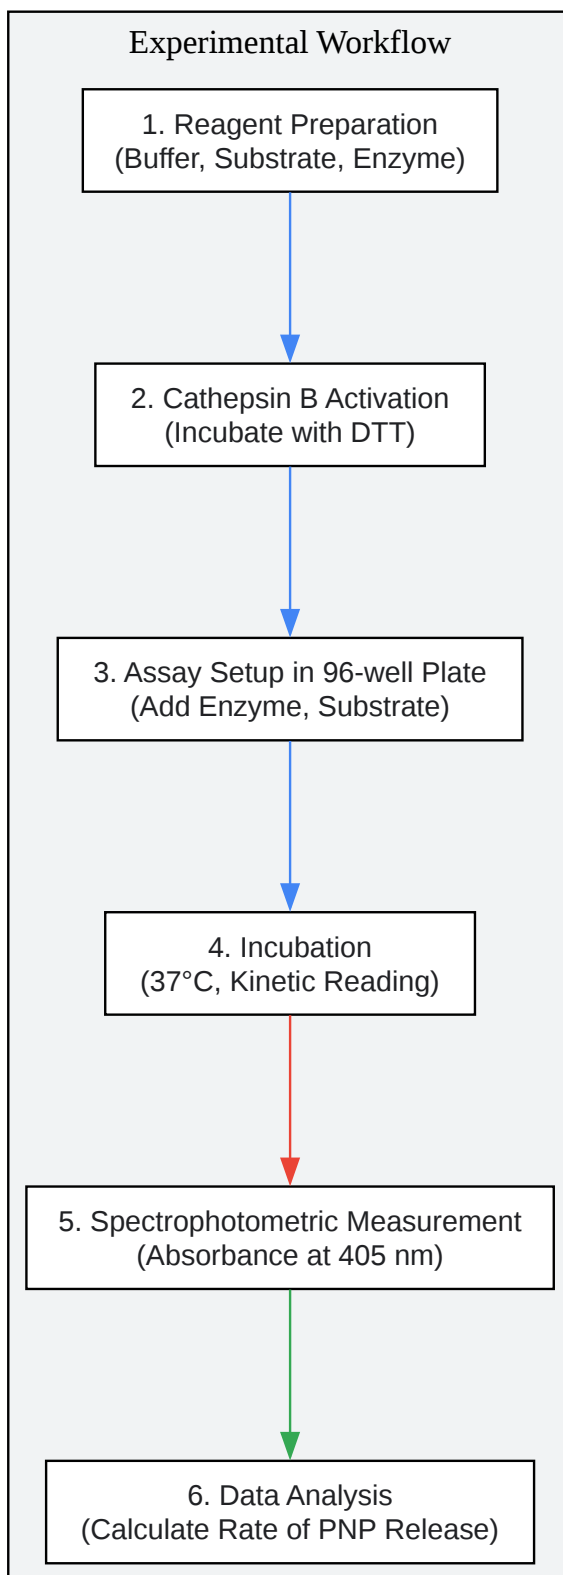 Experimental Workflow
1. Reagent Preparation
(Buffer, Substrate, Enzyme)
2. Cathepsin B Activation
(Incubate with DTT)
3. Assay Setup in 96-well Plate
(Add Enzyme, Substrate)
4. Incubation
(37°C, Kinetic Reading)
5. Spectrophotometric Measurement
(Absorbance at 405 nm)
6. Data Analysis
(Calculate Rate of PNP Release)